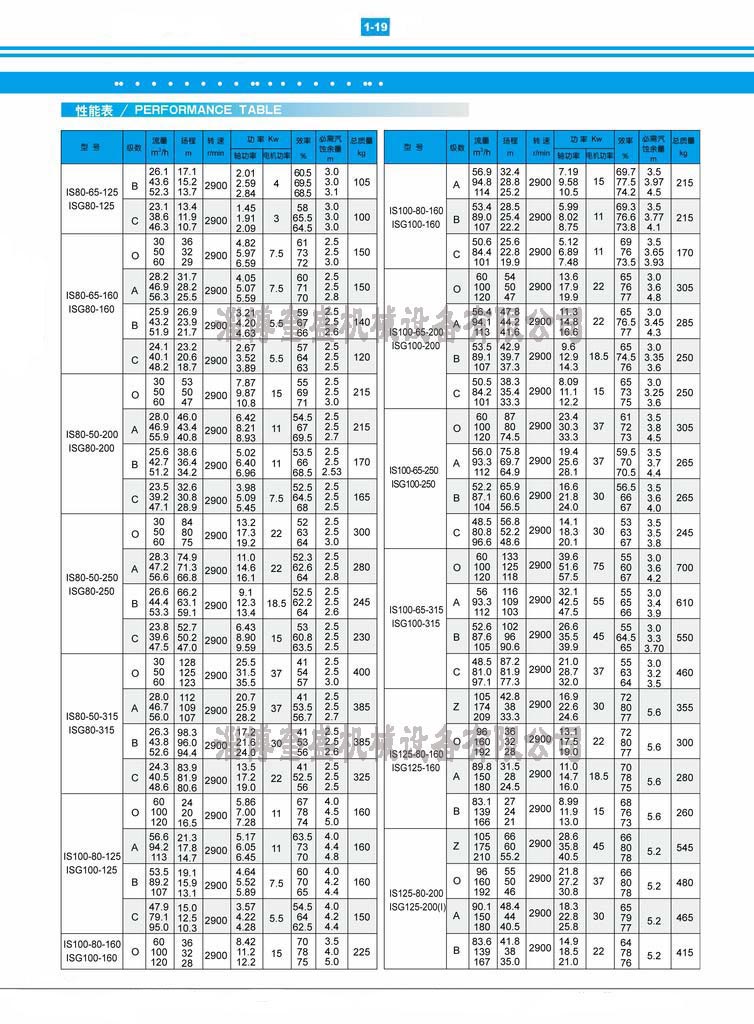 1-19
性能表 / PERFORMANCE TABLE
型 号 级数 流量 m³/h 扬程 m 转 速 r/min 功 率 Kw 轴功率 电机功率 效率 % 必需汽蚀余量 m 总质量 kg
IS80-65-125
ISG80-125
26.1 17.1 2.01 60.5 3.0
B 43.6 15.2 2900 2.59 4 69.5 3.0 105
52.3 13.7 2.84 68.5 3.1
23.1 13.4 1.45 58 3.0
C 38.6 11.9 2900 1.91 3 65.5 3.0 100
46.3 10.7 2.09 64.5 3.0
IS80-65-160
ISG80-160
30 36 4.82 61 2.5
O 50 32 2900 5.97 7.5 73 2.5 150
60 29 6.59 72 3.0
28.2 31.7 4.05 60 2.5
A 46.9 28.2 2900 5.07 7.5 71 2.5 150
56.3 25.5 5.59 70 2.8
25.9 26.9 3.21 59 2.5
B 43.2 23.9 2900 4.20 5.5 67 2.5 140
51.9 21.7 4.63 66 2.6
24.1 23.2 2.67 57 2.5
C 40.1 20.6 2900 3.52 5.5 64 2.5 120
48.2 18.7 3.89 63 2.5
IS80-50-200
ISG80-200
30 53 7.87 55 2.5
O 50 50 2900 9.87 15 69 2.5 215
60 47 10.8 71 3.0
28.0 46.0 6.42 54.5 2.5
A 46.9 43.4 2900 8.21 11 67 2.5 215
55.9 40.8 8.93 69.5 2.7
25.6 38.6 5.02 53.5 2.5
B 42.7 36.4 2900 6.40 11 66 2.5 170
51.2 34.2 6.96 68.5 2.53
23.5 32.6 3.98 52.5 2.5
C 39.2 30.8 2900 5.09 7.5 64.5 2.5 165
47.1 28.9 5.45 68 2.5
IS80-50-250
ISG80-250
30 84 13.2 52 2.5
O 50 80 2900 17.3 22 63 2.5 300
60 75 19.2 64 3.0
28.3 74.9 11.0 52.3 2.5
A 47.2 71.3 2900 14.6 22 62.6 2.5 280
56.6 66.8 16.1 64 2.8
26.6 66.2 9.1 52.5 2.5
B 44.4 63.1 2900 12.3 18.5 62.2 2.5 245
53.3 59.1 13.4 64 2.6
23.8 52.7 6.43 53 2.5
C 39.6 50.2 2900 8.90 15 60.8 2.5 230
47.5 47.0 9.59 63.5 2.5
IS80-50-315
ISG80-315
30 128 25.5 41 2.5
O 50 125 2900 31.5 37 54 2.5 400
60 123 35.5 57 3.0
28.0 112 20.7 41 2.5
A 46.7 109 2900 25.9 37 53.5 2.5 385
56.0 107 28.2 56.7 2.7
26.3 98.3 17.2 41 2.5
B 43.8 96.0 2900 21.6 30 53 2.5 385
52.6 94.4 24.0 56 2.6
24.3 83.9 13.5 41 2.5
C 40.5 81.9 2900 17.2 22 52.5 2.5 325
48.6 80.6 19.0 56 2.5
IS100-80-125
ISG100-125
60 24 5.86 67 4.0
O 100 20 2900 7.00 11 78 4.5 160
120 16.5 7.28 74 5.0
56.6 21.3 5.17 63.5 4.0
A 94.2 17.8 2900 6.05 11 73 4.4 160
113 14.7 6.45 70 4.8
53.5 19.1 4.64 60 4.0
B 89.2 15.9 2900 5.52 7.5 70 4.2 160
107 13.1 5.89 65 4.4
47.9 15.0 3.57 54.5 4.0
C 79.1 12.5 2900 4.22 5.5 64 4.2 150
95.0 10.3 4.28 62.5 4.4
IS100-80-160
ISG100-160
60 36 8.42 70 3.5
O 100 32 2900 11.2 15 78 4.0 225
120 28 12.2 75 5.0
型 号 级数 流量 m³/h 扬程 m 转 速 r/min 功 率 Kw 轴功率 电机功率 效率 % 必需汽蚀余量 m 总质量 kg
IS100-80-160
ISG100-160
56.9 32.4 7.19 69.7 3.5
A 94.8 28.8 2900 9.58 15 77.5 3.97 215
114 25.2 10.5 74.2 4.5
53.4 28.5 5.99 69.3 3.5
B 89.0 25.4 2900 8.02 11 76.6 3.77 215
107 22.2 8.75 73.8 4.1
50.6 25.6 5.12 69 3.5
C 84.4 22.8 2900 6.89 11 76 3.65 170
101 19.9 7.48 73.5 3.93
IS100-65-200
ISG100-200
60 54 13.6 65 3.0
O 100 50 2900 17.9 22 76 3.6 305
120 47 19.9 77 4.8
56.4 47.8 11.3 65 3.0
A 94.1 44.2 2900 14.8 22 76.5 3.45 285
113 41.6 16.6 77 4.3
53.5 42.9 9.6 65 3.0
B 89.1 39.7 2900 12.9 18.5 74.5 3.35 250
107 37.3 14.3 76 3.6
50.5 38.3 8.09 65 3.0
C 84.2 35.4 2900 11.1 15 73 3.25 250
101 33.3 12.2 75 3.6
IS100-65-250
ISG100-250
60 87 23.4 61 3.5
O 100 80 2900 30.3 37 72 3.8 305
120 74.5 33.3 73 4.5
56.0 75.8 19.4 59.5 3.5
A 93.3 69.7 2900 25.6 37 70 3.7 265
112 64.9 28.1 70.5 4.4
52.2 65.9 16.6 56.5 3.5
B 87.1 60.6 2900 21.8 30 66 3.6 265
104 56.5 24.0 67 4.0
48.5 56.8 14.1 53 3.5
C 80.8 52.2 2900 18.3 30 63 3.5 245
96.6 48.6 20.1 67 3.8
IS100-65-315
ISG100-315
60 133 39.6 55 3.0
O 100 125 2900 51.6 75 60 3.6 700
120 118 57.5 67 4.2
56 116 32.1 55 3.0
A 93.3 109 2900 42.5 55 65 3.4 610
112 103 47.5 66 3.9
52.6 102 26.6 55 3.0
B 87.6 96 2900 35.5 45 64.5 3.3 550
105 90.6 39.9 65 3.70
48.5 87.2 21.0 55 3.0
C 81.0 81.9 2900 28.7 37 63 3.2 460
97.1 77.3 32.0 64 3.5
IS125-80-160
ISG125-160
105 42.8 16.9 72
Z 174 38 2900 22.6 30 80 5.6 355
209 33.3 24.6 77
96 36 13.1 72
O 160 32 2900 17.5 22 80 5.6 300
192 28 19.0 77
89.8 31.5 11.0 70
A 150 28 2900 14.7 18.5 78 5.6 280
180 24.5 16.0 75
83.1 27 8.99 68
B 139 24 2900 11.9 15 76 5.6 260
166 21 13.0 73
IS125-80-200
ISG125-200(I)
105 66 28.6 66
Z 175 60 2900 35.8 45 80 5.2 545
210 55.2 40.5 78
96 55 21.8 66
O 160 50 2900 27.2 37 80 5.2 480
192 46 30.8 78
90.1 48.4 18.3 65
A 150 44 2900 22.8 30 79 5.2 465
180 40.5 25.8 77
83.6 41.8 14.9 64
B 139 38 2900 18.5 22 78 5.2 415
167 35.0 21.0 76
淄博奎盛机械设备有限公司
淄博奎盛机械设备有限公司